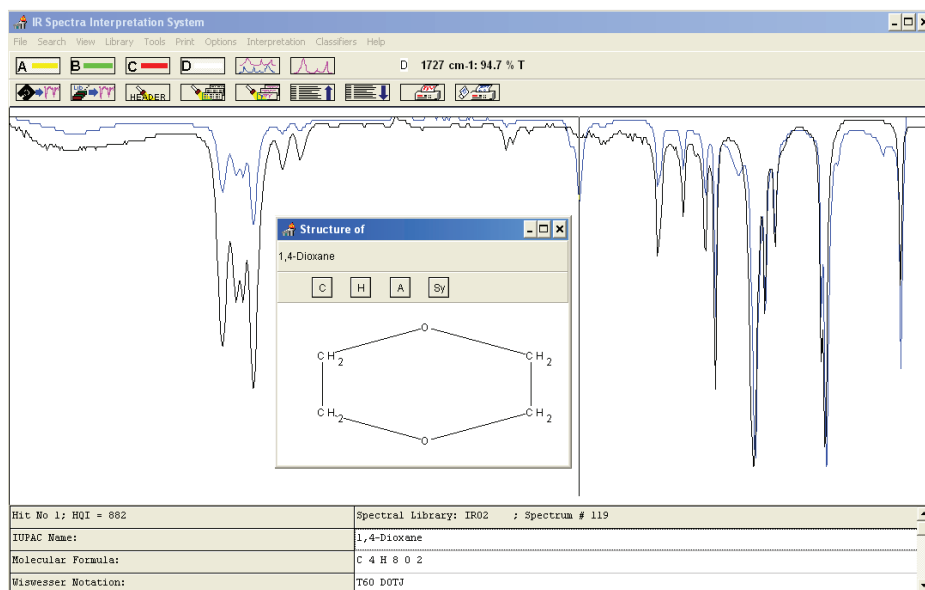 IR Spectra Interpretation System
File Search View Library Tools Print Options Interpretation Classifiers Help
A B C D D 1727 cm-1: 94.7 % T
HEADER
Structure of
1,4-Dioxane
C H A Sy
O
CH2 CH2
CH2 CH2
O
Hit No 1; HQI = 882 Spectral Library: IR02 ; Spectrum # 119
IUPAC Name: 1,4-Dioxane
Molecular Formula: C 4 H 8 O 2
Wiswesser Notation: T60 DOTJ